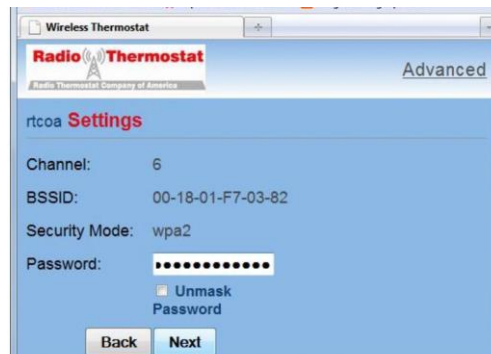 Wireless Thermostat
Radio Thermostat
Radio Thermostat Company of America
Advanced
rtcoa Settings
Channel: 6
BSSID: 00-18-01-F7-03-82
Security Mode: wpa2
Password: ●●●●●●●●●●●●
Unmask
Password
Back Next